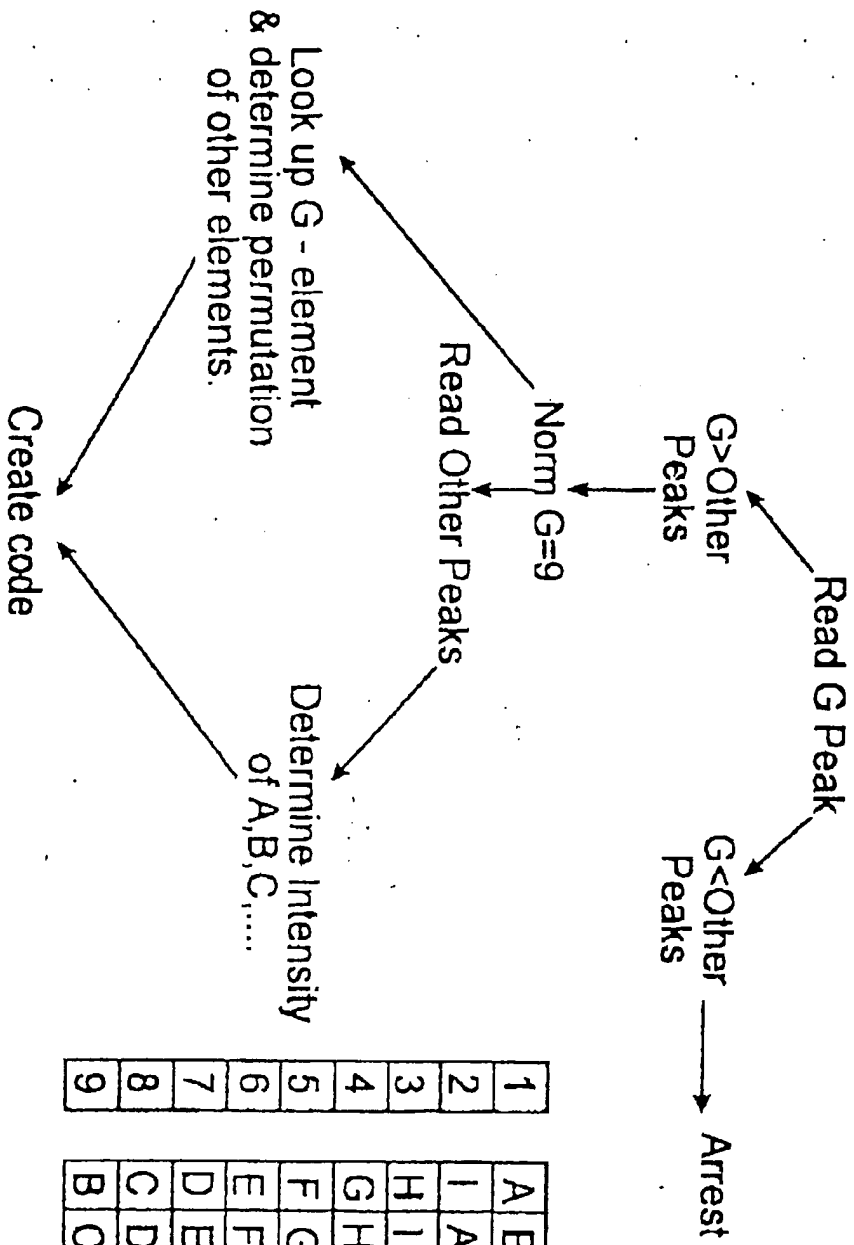 Read G Peak
G>Other
Peaks
G<Other
Peaks
Arrest
Norm G=9
Read Other Peaks
Look up G - element
& determine permutation
of other elements.
Determine Intensity
of A,B,C,....
Create code
1 A B
2 I A
3 H I
4 G H
5 F G
6 E F
7 D E
8 C D
9 B C